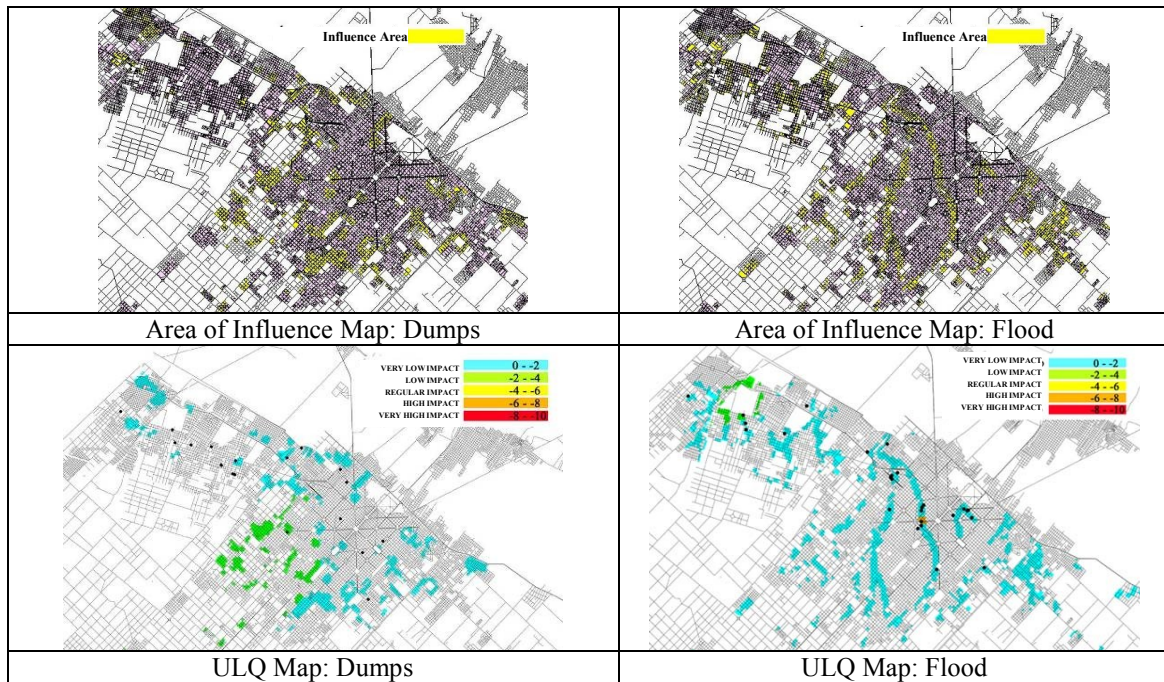 Influence Area
Influence Area
Area of Influence Map: Dumps
Area of Influence Map: Flood
VERY LOW IMPACT 0 - -2
LOW IMPACT -2 - -4
REGULAR IMPACT -4 - -6
HIGH IMPACT -6 - -8
VERY HIGH IMPACT -8 - -10
VERY LOW IMPACT 0 - -2
LOW IMPACT -2 - -4
REGULAR IMPACT -4 - -6
HIGH IMPACT -6 - -8
VERY HIGH IMPACT -8 - -10
ULQ Map: Dumps
ULQ Map: Flood